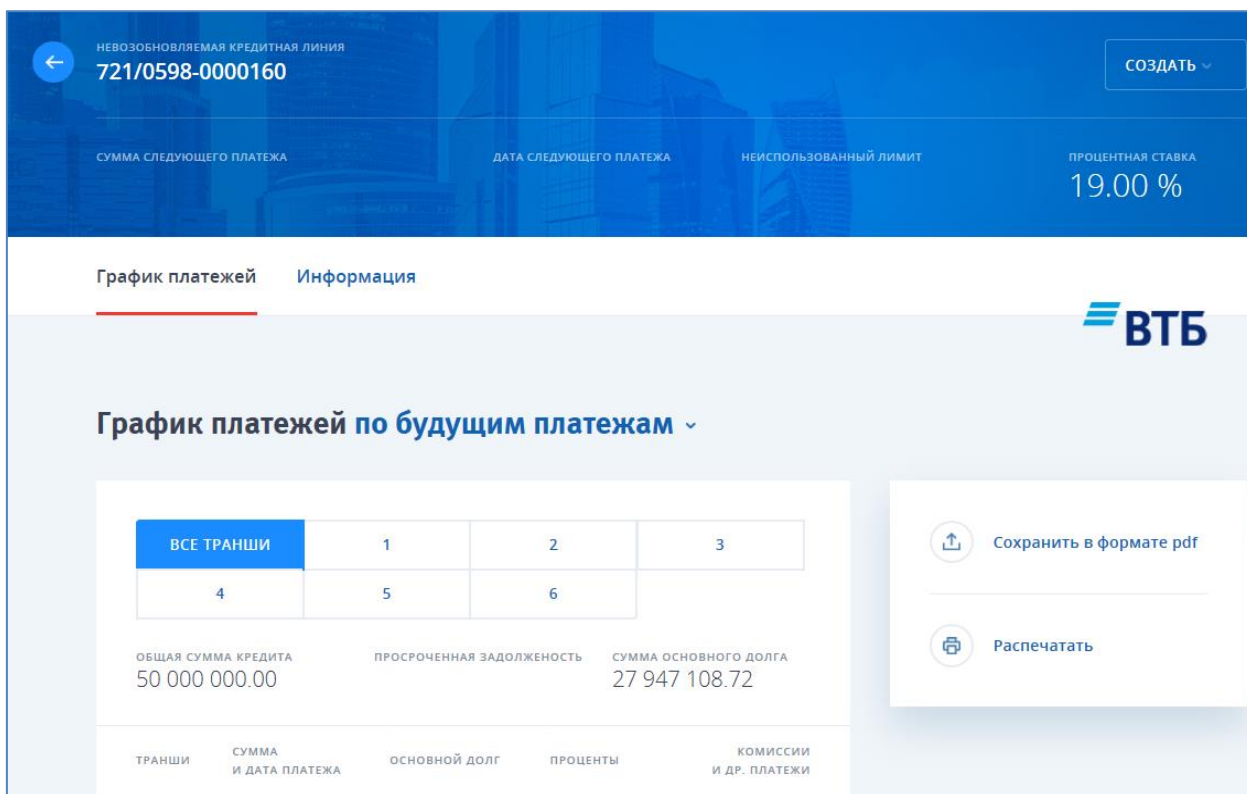 НЕВОЗОБНОВЛЯЕМАЯ КРЕДИТНАЯ ЛИНИЯ
721/0598-0000160
СОЗДАТЬ
СУММА СЛЕДУЮЩЕГО ПЛАТЕЖА ДАТА СЛЕДУЮЩЕГО ПЛАТЕЖА НЕИСПОЛЬЗОВАННЫЙ ЛИМИТ ПРОЦЕНТНАЯ СТАВКА
19.00 %
График платежей Информация
ВТБ
График платежей по будущим платежам
ВСЕ ТРАНШИ 1 2 3
4 5 6
ОБЩАЯ СУММА КРЕДИТА ПРОСРОЧЕННАЯ ЗАДОЛЖЕНОСТЬ СУММА ОСНОВНОГО ДОЛГА
50 000 000.00 27 947 108.72
ТРАНШИ СУММА И ДАТА ПЛАТЕЖА ОСНОВНОЙ ДОЛГ ПРОЦЕНТЫ КОМИССИИ И ДР. ПЛАТЕЖИ
Сохранить в формате pdf
Распечатать